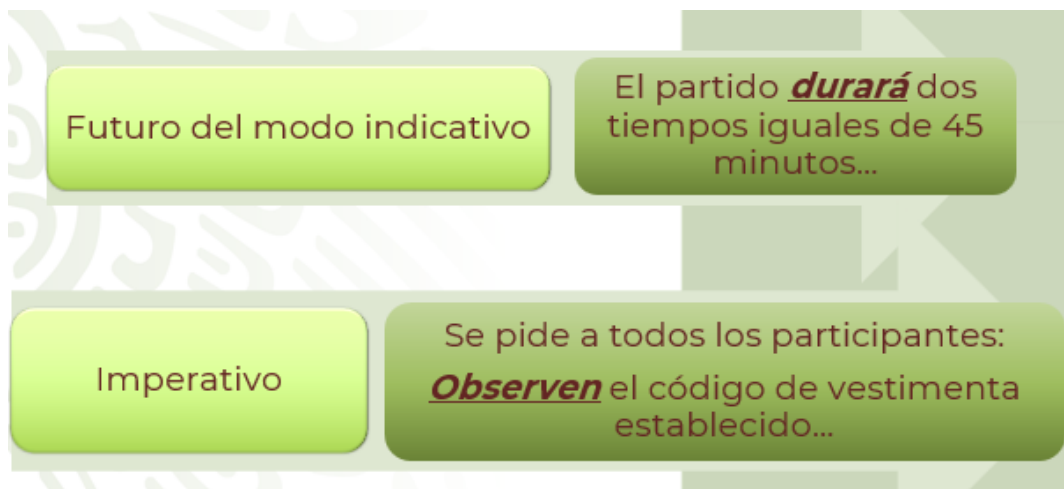 Futuro del modo indicativo
El partido durará dos
tiempos iguales de 45
minutos...
Imperativo
Se pide a todos los participantes:
Observen el código de vestimenta
establecido...